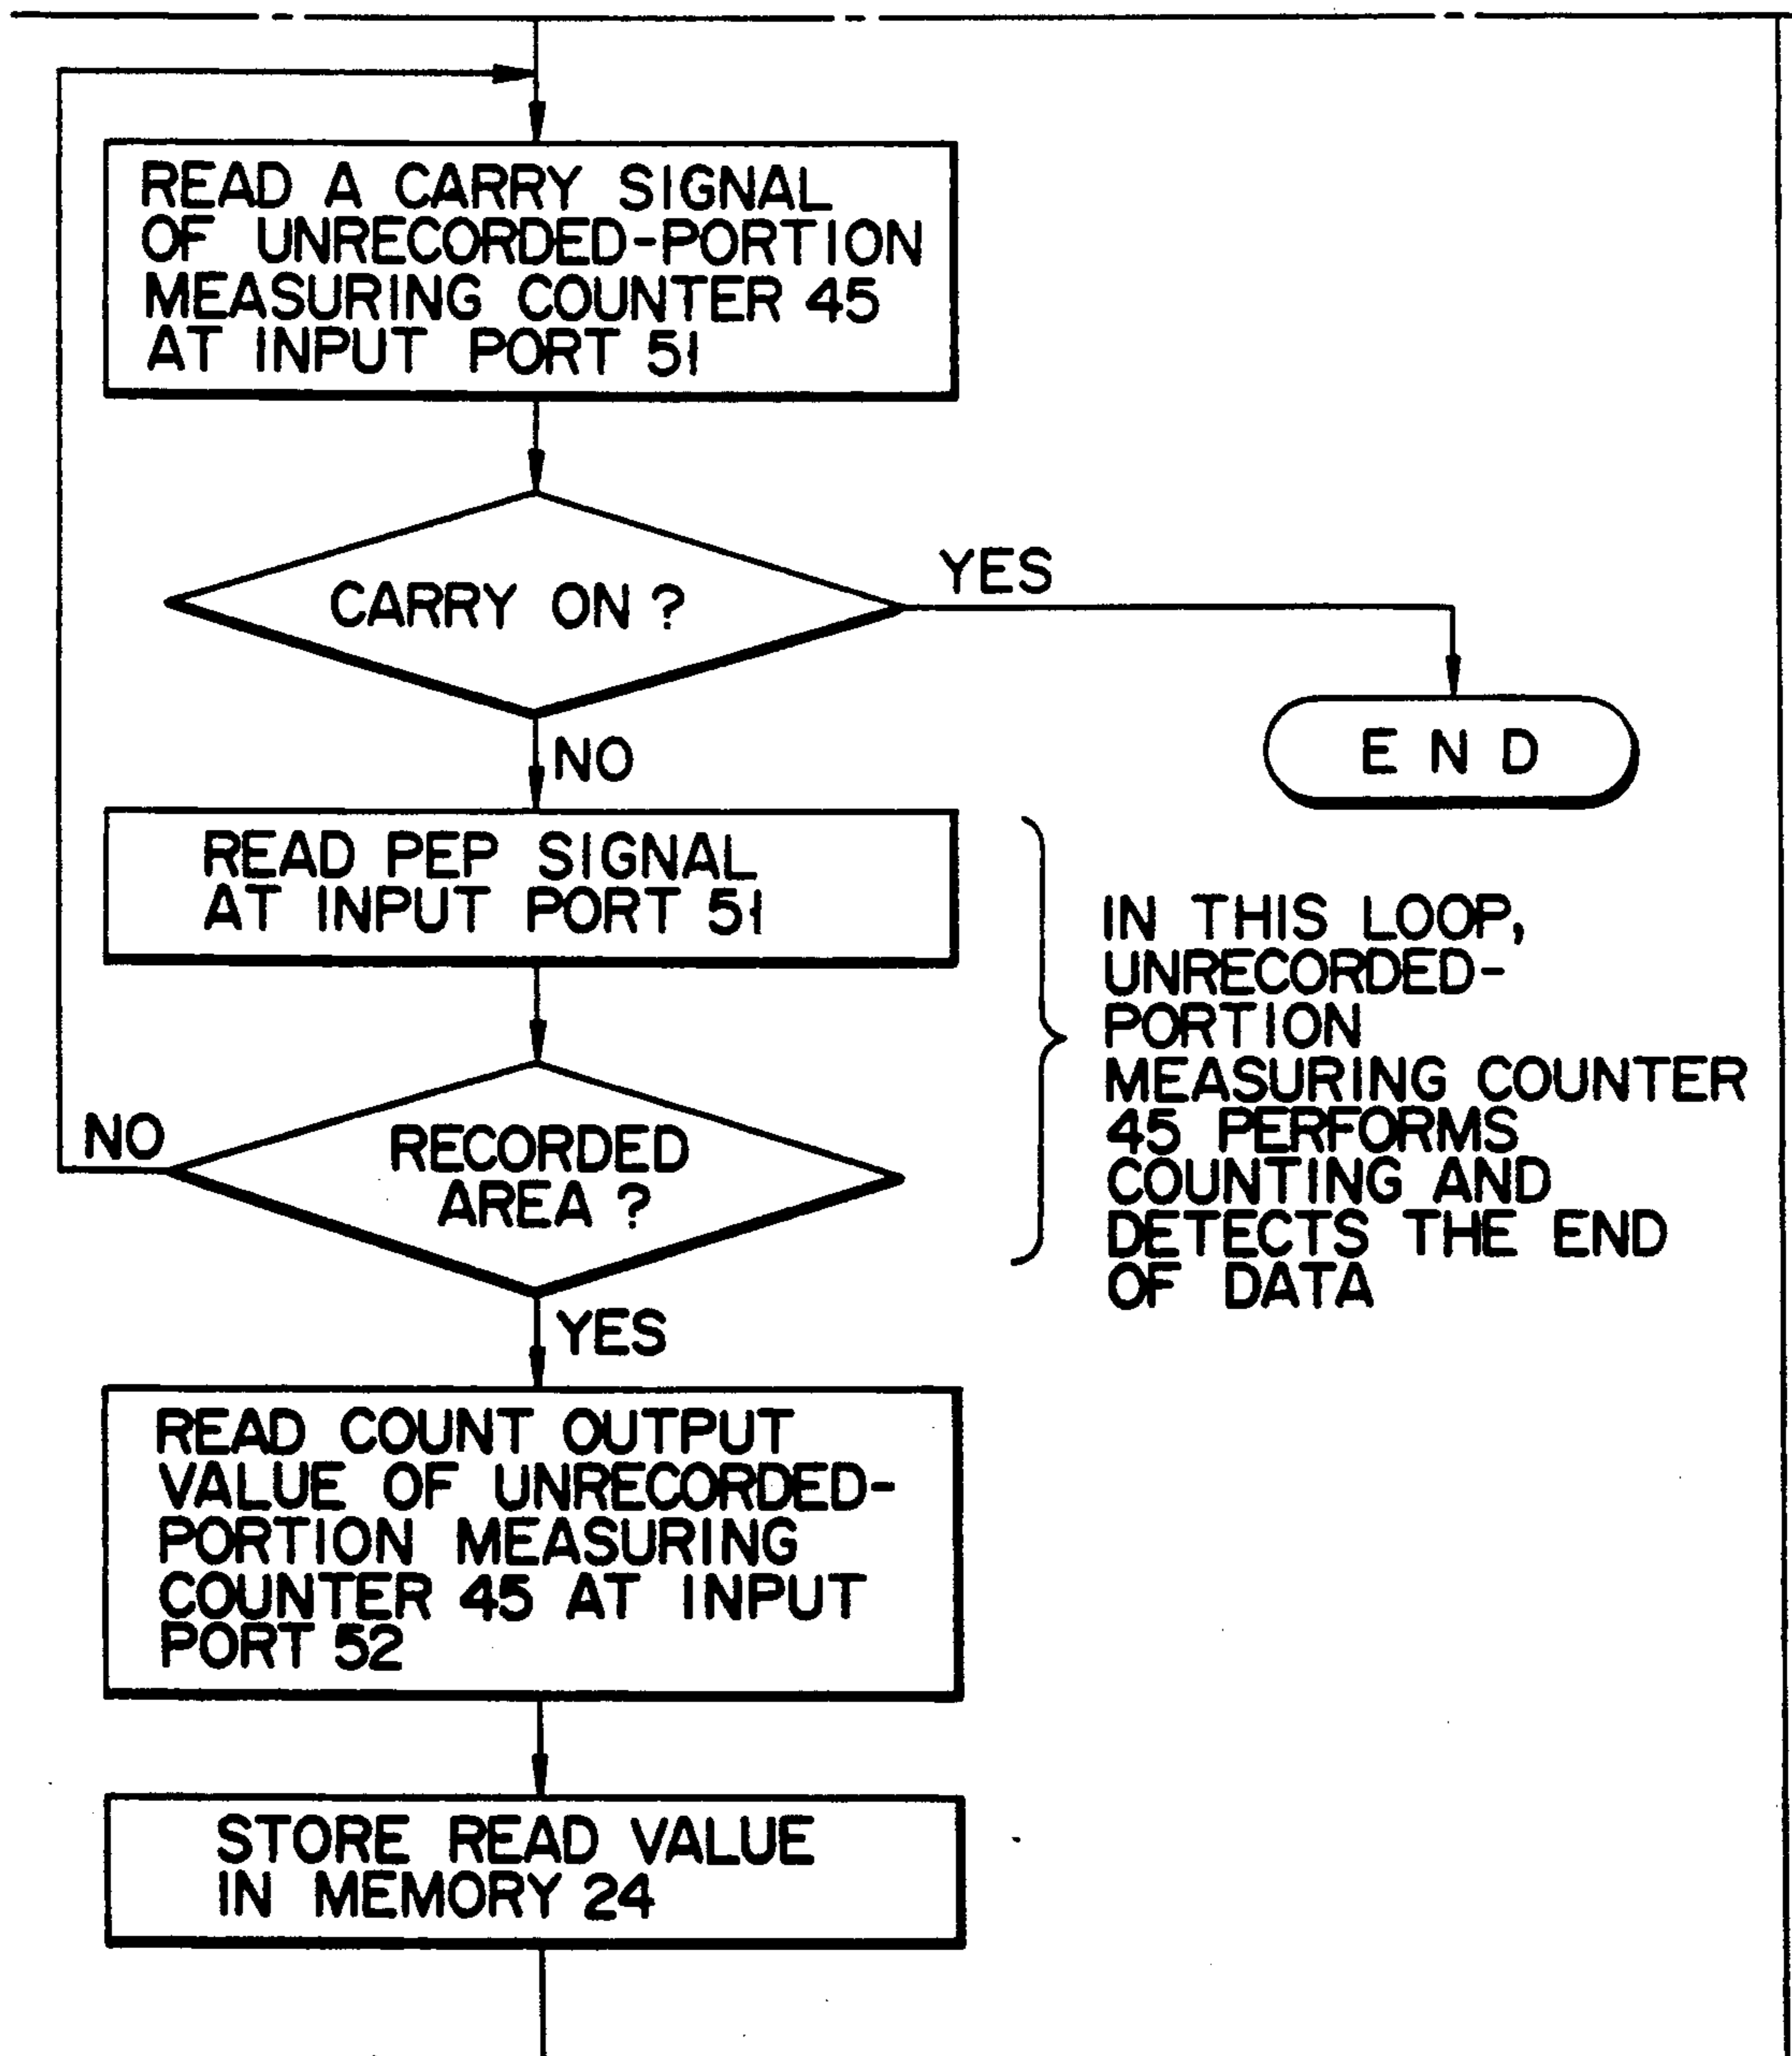 READ A CARRY SIGNAL
OF UNRECORDED-PORTION
MEASURING COUNTER 45
AT INPUT PORT 51
CARRY ON ?
YES
END
NO
READ PEP SIGNAL
AT INPUT PORT 51
IN THIS LOOP,
UNRECORDED-
PORTION
MEASURING COUNTER
45 PERFORMS
COUNTING AND
DETECTS THE END
OF DATA
NO
RECORDED
AREA ?
YES
READ COUNT OUTPUT
VALUE OF UNRECORDED-
PORTION MEASURING
COUNTER 45 AT INPUT
PORT 52
STORE READ VALUE
IN MEMORY 24